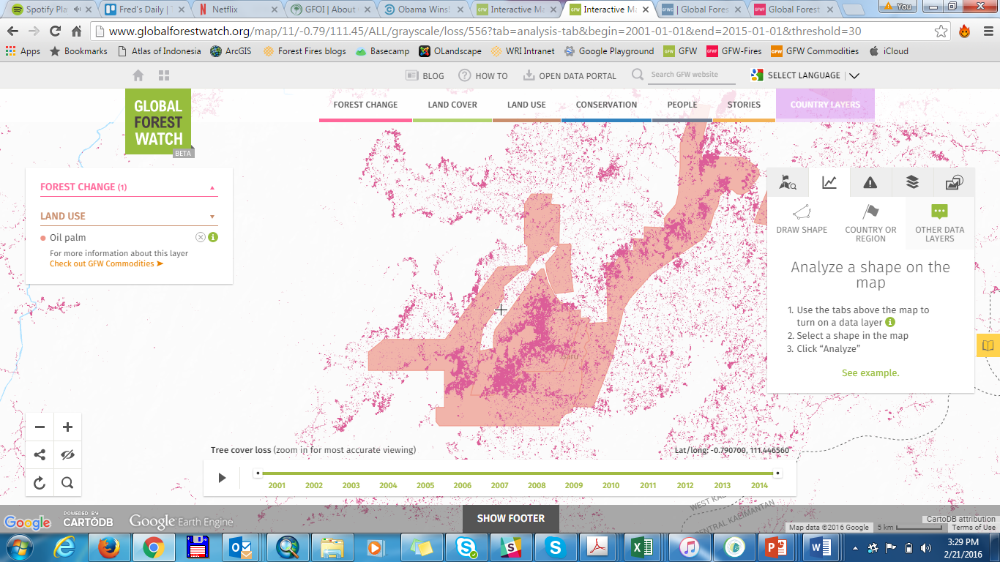 Spotify Pla
Fred's Daily | T
Netflix
GFOI | About
Obama Winsl
Interactive Ma
Interactive Ma
| Global Fores
Global Forest
You
www.globalforestwatch.org/map/11/-0.79/111.45/ALL/grayscale/loss/556?tab=analysis-tab&begin=2001-01-01&end=2015-01-01&threshold=30
Apps
Bookmarks
Atlas of Indonesia
ArcGIS
Forest Fires blogs
Basecamp
OLandscape
WRI Intranet
Google Playground
GFW
GFW-Fires
GFW Commodities
iCloud
BLOG
HOW TO
OPEN DATA PORTAL
Search GFW website
SELECT LANGUAGE
GLOBAL
FOREST
WATCH
BETA
FOREST CHANGE
LAND COVER
LAND USE
CONSERVATION
PEOPLE
STORIES
COUNTRY LAYERS
FOREST CHANGE (1)
LAND USE
Oil palm
For more information about this layer
Check out GFW Commodities
DRAW SHAPE
COUNTRY OR
REGION
OTHER DATA
LAYERS
Analyze a shape on the
map
1. Use the tabs above the map to
turn on a data layer
2. Select a shape in the map
3. Click “Analyze”
See example.
Baru
Tree cover loss (zoom in for most accurate viewing)
Lat/long: -0.790700, 111.446560
2001 2002 2003 2004 2005 2006 2007 2008 2009 2010 2011 2012 2013 2014
WEST KA
CENTRAL KALIMANTAN
Google
POWERED BY
CARTODB
Google Earth Engine
SHOW FOOTER
CartoDB attribution
Map data ©2016 Google
5 km
Terms of Use
3:29 PM
2/21/2016